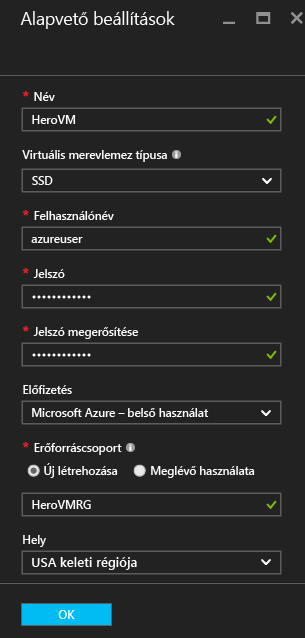 Alapvető beállítások
* Név
HeroVM
Virtuális merevlemez típusa
SSD
* Felhasználónév
azureuser
* Jelszó
••••••••••••
* Jelszó megerősítése
••••••••••••
Előfizetés
Microsoft Azure – belső használat
* Erőforráscsoport
Új létrehozása Meglévő használata
HeroVMRG
Hely
USA keleti régiója
OK